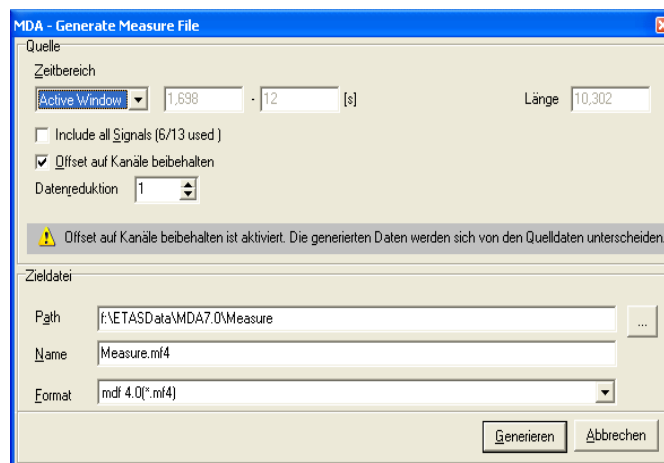 MDA - Generate Measure File
Quelle
Zeitbereich
Active Window 1,698 - 12 [s] Länge 10,302
Include all Signals (6/13 used )
Offset auf Kanäle beibehalten
Datenreduktion 1
Offset auf Kanäle beibehalten ist aktiviert. Die generierten Daten werden sich von den Quelldaten unterscheiden.
Zieldatei
Path f:\ETASData\MDA7.0\Measure ...
Name Measure.mf4
Format mdf 4.0(*.mf4)
Generieren Abbrechen